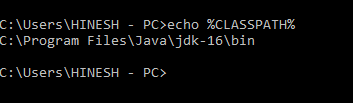 C:\Users\HINESH - PC>echo %CLASSPATH%
C:\Program Files\Java\jdk-16\bin
C:\Users\HINESH - PC>